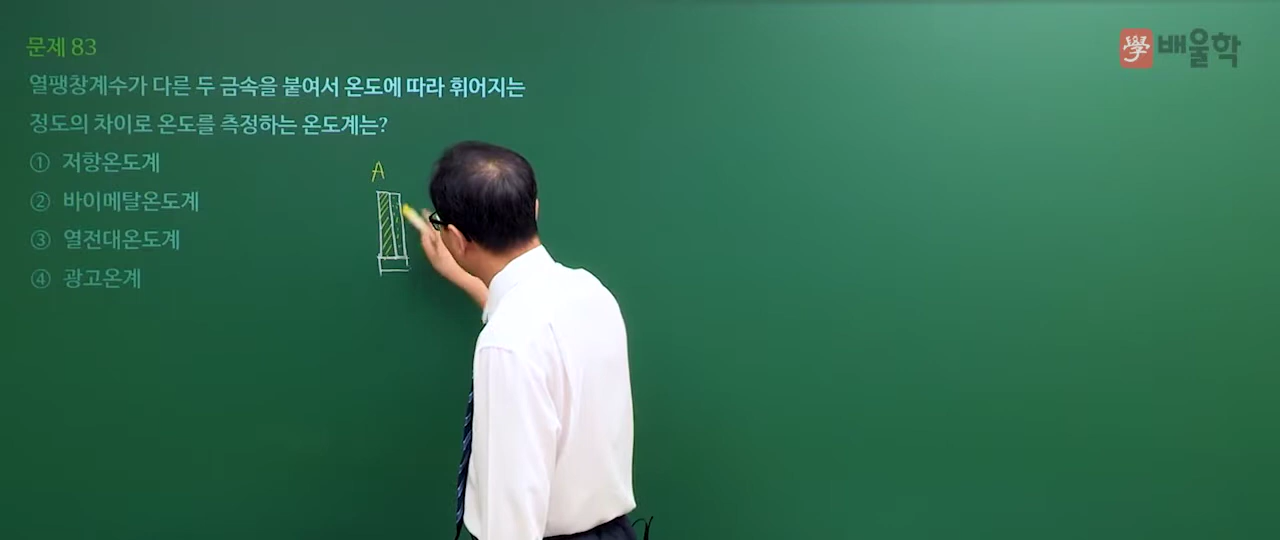 문제 83
열팽창계수가 다른 두 금속을 붙여서 온도에 따라 휘어지는
정도의 차이로 온도를 측정하는 온도계는?
① 저항온도계
② 바이메탈온도계
③ 열전대온도계
④ 광고온계
A
學 배울학